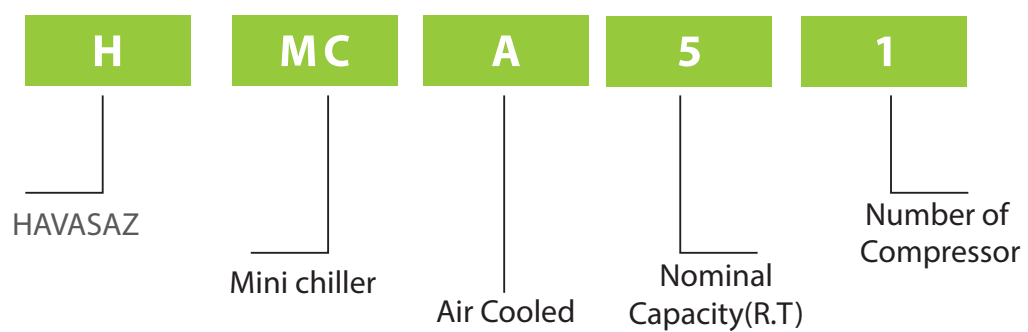 H MC A 5 1
HAVASAZ
Mini chiller
Air Cooled
Nominal
Capacity(R.T)
Number of
Compressor